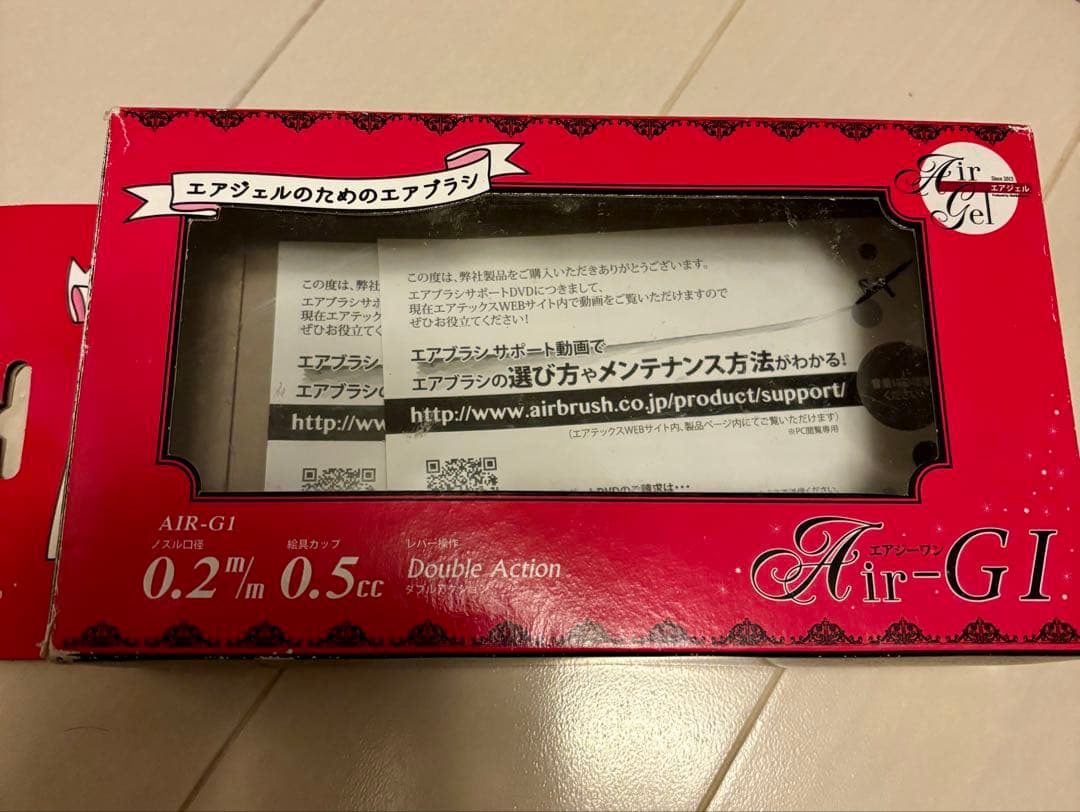 エアジェルのためのエアブラシ
Air
Gel
Since 2013
エアジェル
この度は、弊社
エアブラシサポ
現在エアテック
ぜひお役立てく
エアブラシ
エアブラシ
http://www
この度は、弊社製品をご購入いただきありがとうございます。
エアブラシサポートDVDにつきまして、
現在エアテックスWEBサイト内で動画をご覧いただけますので
ぜひお役立てください!
エアブラシ サポート動画で
エアブラシの選び方やメンテナンス方法がわかる!
http://www.airbrush.co.jp/product/support/
(エアテックスWEBサイト内、製品ページ内にてご覧いただけます)
※PC閲覧専用
DVDのご請求は…
AIR-G1
ノズル口径
0.2m/m
絵具カップ
0.5cc
レバー操作
Double Action
ダブルアクション
エアジーワン
Air-G1